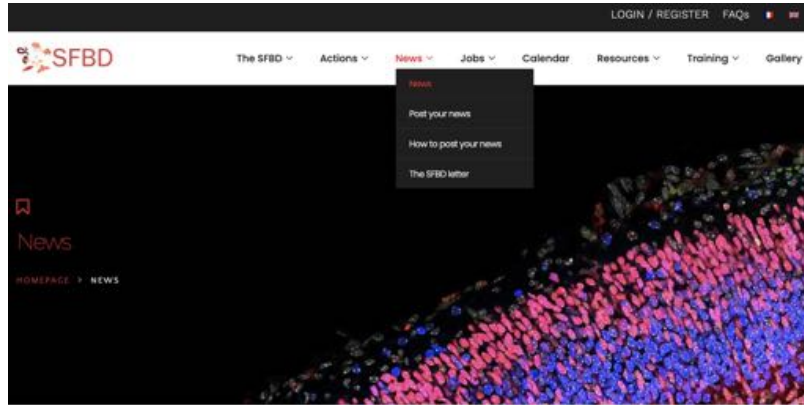 LOGIN / REGISTER FAQs
SFBD
The SFBD Actions News Jobs Calendar Resources Training Gallery
News
Post your news
How to post your news
The SFBD letter
News
HOMEPAGE > NEWS